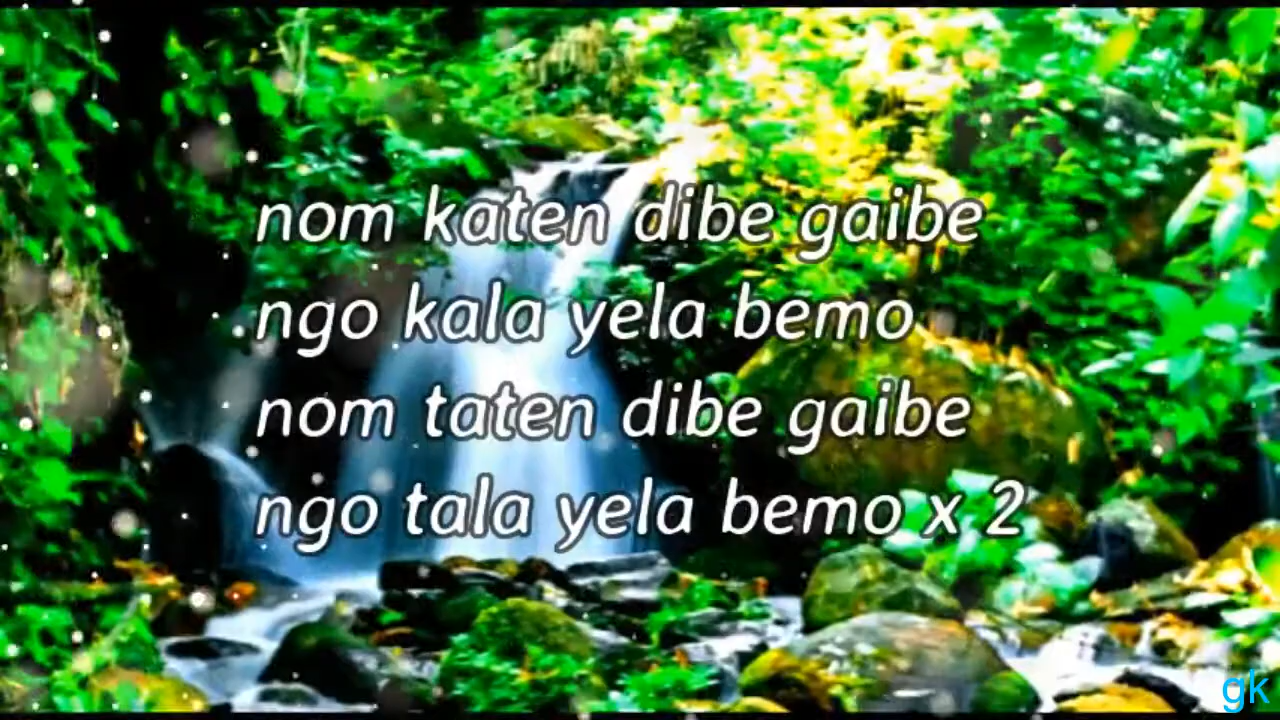 nom katen dibe gaibe
ngo kala yela bemo
nom taten dibe gaibe
ngo tala yela bemo x 2
gk